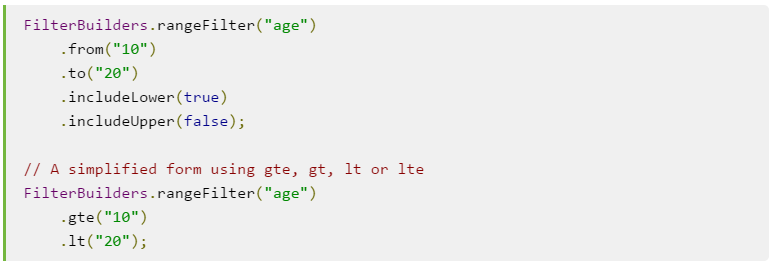 FilterBuilders.rangeFilter("age")
    .from("10")
    .to("20")
    .includeLower(true)
    .includeUpper(false);

// A simplified form using gte, gt, lt or lte
FilterBuilders.rangeFilter("age")
    .gte("10")
    .lt("20");